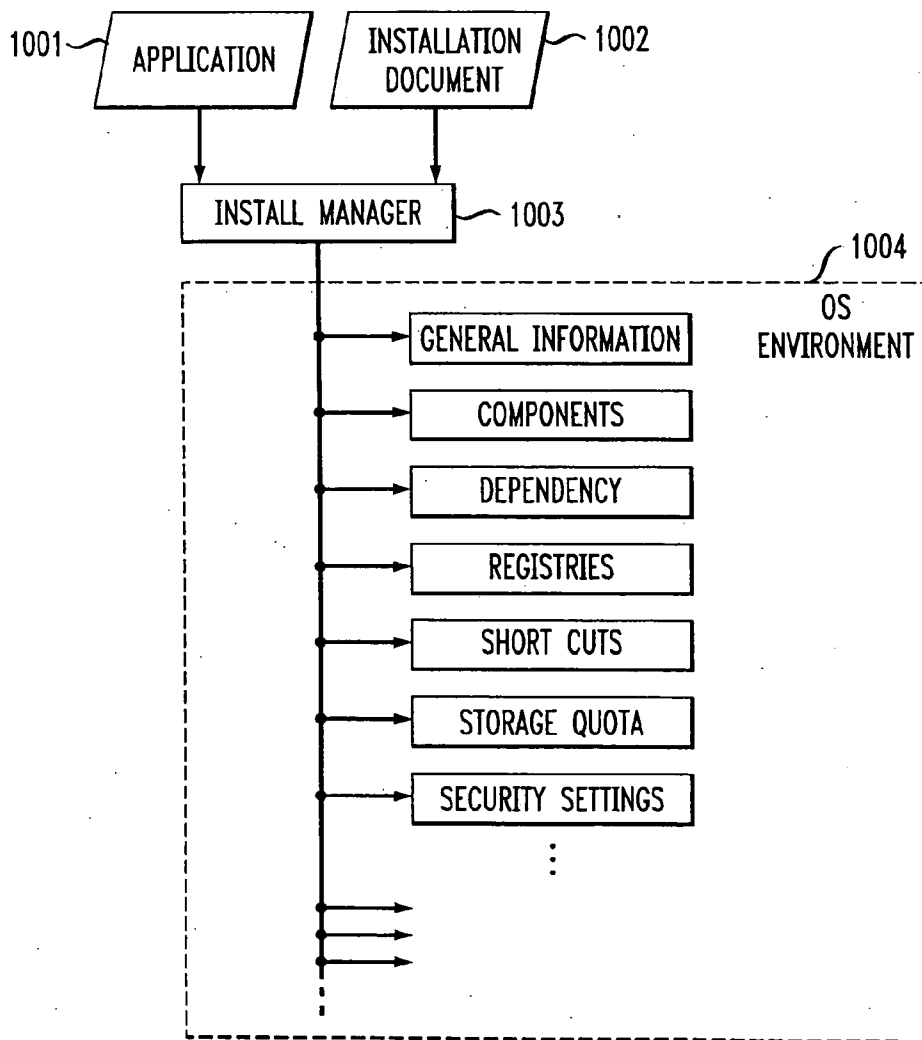 1001
APPLICATION
INSTALLATION
DOCUMENT
1002
INSTALL MANAGER
1003
1004
OS
ENVIRONMENT
GENERAL INFORMATION
COMPONENTS
DEPENDENCY
REGISTRIES
SHORT CUTS
STORAGE QUOTA
SECURITY SETTINGS